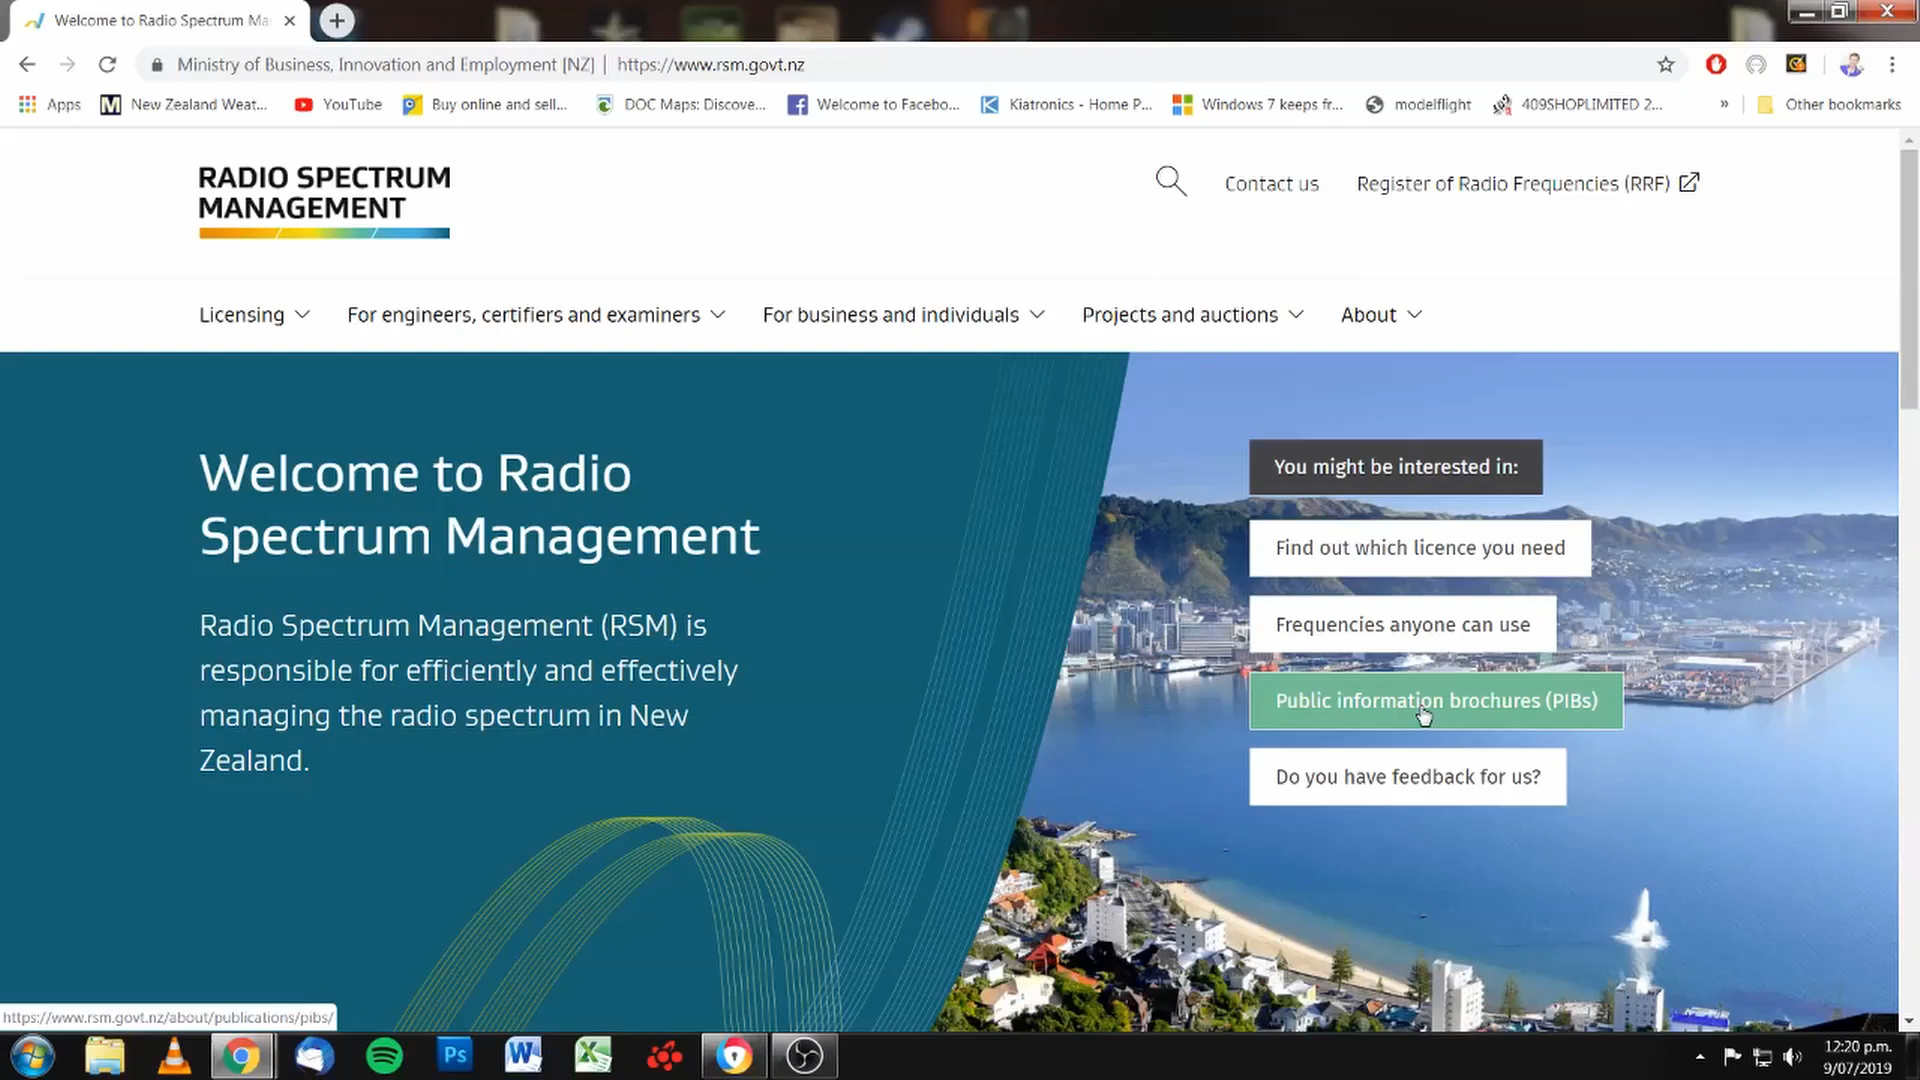 Welcome to Radio Spectrum Ma
Ministry of Business, Innovation and Employment [NZ] | https://www.rsm.govt.nz
Apps
New Zealand Weat...
YouTube
Buy online and sell...
DOC Maps: Discove...
Welcome to Facebo...
Kiatronics - Home P...
Windows 7 keeps fr...
modelflight
409SHOPLIMITED 2...
»
Other bookmarks
RADIO SPECTRUM
MANAGEMENT
Contact us
Register of Radio Frequencies (RRF)
Licensing
For engineers, certifiers and examiners
For business and individuals
Projects and auctions
About
Welcome to Radio
Spectrum Management
Radio Spectrum Management (RSM) is
responsible for efficiently and effectively
managing the radio spectrum in New
Zealand.
You might be interested in:
Find out which licence you need
Frequencies anyone can use
Public information brochures (PIBs)
Do you have feedback for us?
https://www.rsm.govt.nz/about/publications/pibs/
Ps
12:20 p.m.
9/07/2019